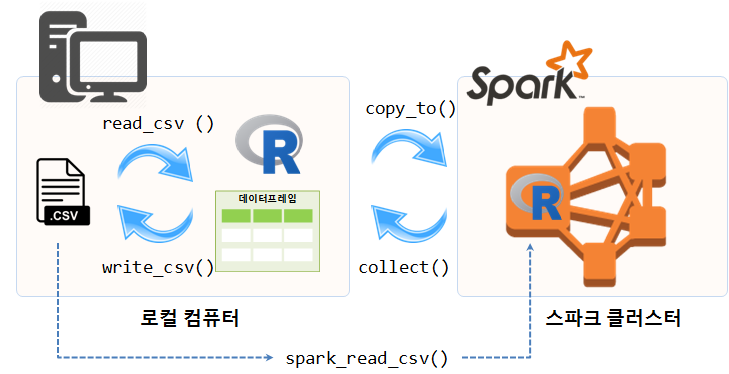 Spark™
read_csv ()
copy_to()
R
.CSV
데이터프레임
R
write_csv()
collect()
로컬 컴퓨터
스파크 클러스터
spark_read_csv()